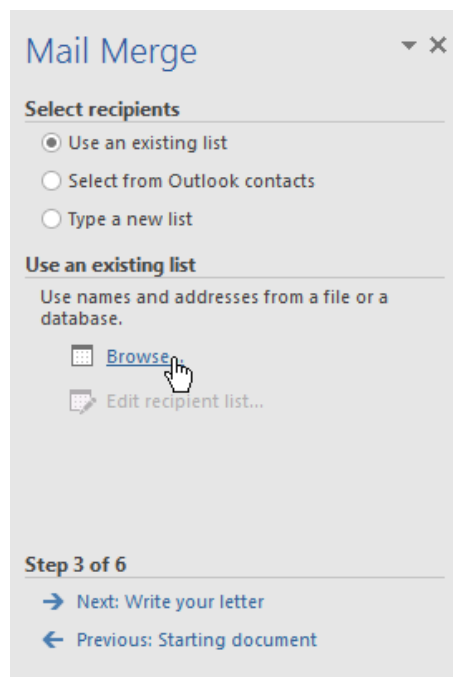 Mail Merge
Select recipients
Use an existing list
Select from Outlook contacts
Type a new list
Use an existing list
Use names and addresses from a file or a
database.
Browse...
Edit recipient list...
Step 3 of 6
Next: Write your letter
Previous: Starting document